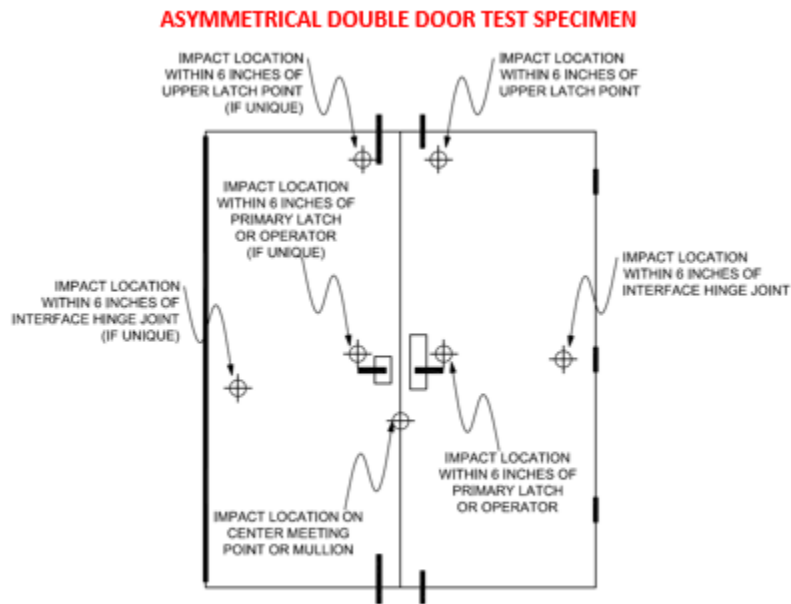 ASYMMETRICAL DOUBLE DOOR TEST SPECIMEN
IMPACT LOCATION
WITHIN 6 INCHES OF
UPPER LATCH POINT
(IF UNIQUE)
IMPACT LOCATION
WITHIN 6 INCHES OF
UPPER LATCH POINT
IMPACT LOCATION
WITHIN 6 INCHES OF
PRIMARY LATCH
OR OPERATOR
(IF UNIQUE)
IMPACT LOCATION
WITHIN 6 INCHES OF
INTERFACE HINGE JOINT
(IF UNIQUE)
IMPACT LOCATION
WITHIN 6 INCHES OF
INTERFACE HINGE JOINT
IMPACT LOCATION
WITHIN 6 INCHES OF
PRIMARY LATCH
OR OPERATOR
IMPACT LOCATION ON
CENTER MEETING
POINT OR MULLION